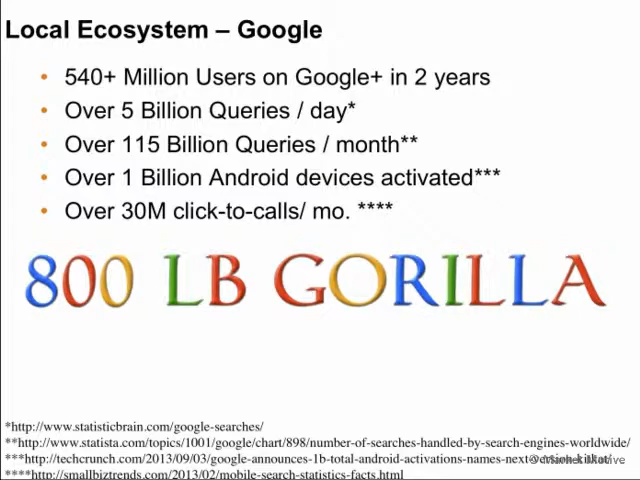 Local Ecosystem – Google
• 540+ Million Users on Google+ in 2 years
• Over 5 Billion Queries / day*
• Over 115 Billion Queries / month**
• Over 1 Billion Android devices activated***
• Over 30M click-to-calls/ mo. ****
800 LB GORILLA
*http://www.statisticbrain.com/google-searches/
**http://www.statista.com/topics/1001/google/chart/898/number-of-searches-handled-by-search-engines-worldwide/
***http://techcrunch.com/2013/09/03/google-announces-1b-total-android-activations-names-next-version-kitkat/
© Market Motive
****http://smallbiztrends.com/2013/02/mobile-search-statistics-facts.html